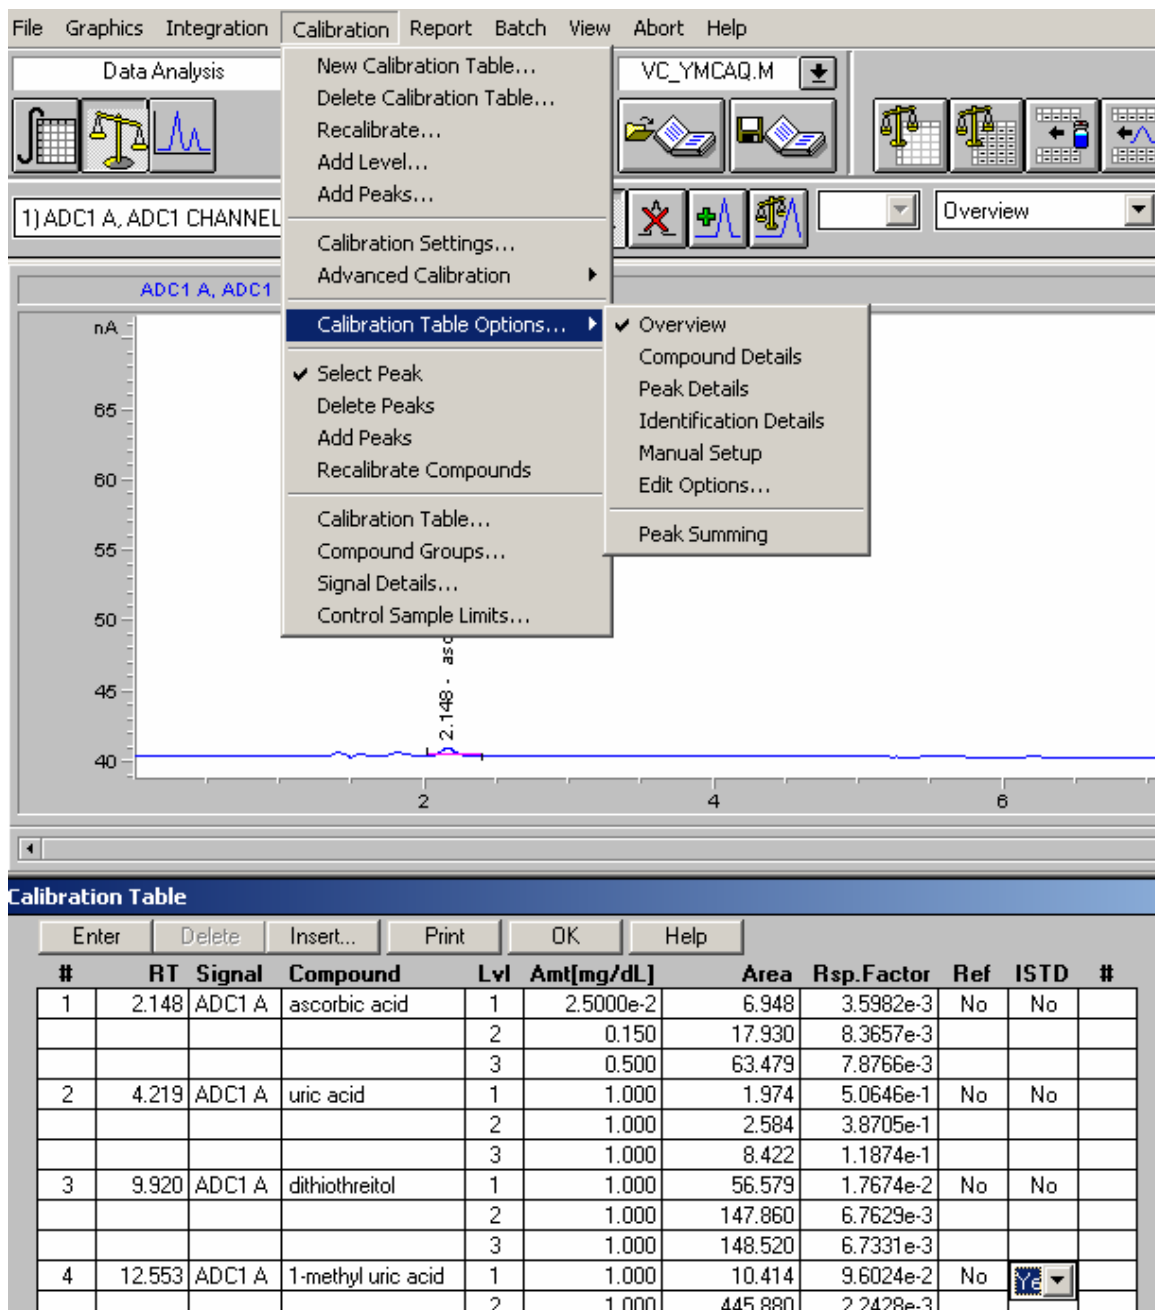 File Graphics Integration Calibration Report Batch View Abort Help
Data Analysis
VC_YMCAQ.M
New Calibration Table...
Delete Calibration Table...
Recalibrate...
Add Level...
Add Peaks...
Calibration Settings...
Advanced Calibration
Calibration Table Options...
Select Peak
Delete Peaks
Add Peaks
Recalibrate Compounds
Calibration Table...
Compound Groups...
Signal Details...
Control Sample Limits...
Overview
Compound Details
Peak Details
Identification Details
Manual Setup
Edit Options...
Peak Summing
1) ADC1 A, ADC1 CHANNEL
Overview
ADC1 A, ADC1
nA
65
60
55
50
45
40
2.148 - asc
2 4 6
Calibration Table
Enter Delete Insert... Print OK Help
# RT Signal Compound Lvl Amt[mg/dL] Area Rsp.Factor Ref ISTD #
1 2.148 ADC1 A ascorbic acid 1 2.5000e-2 6.948 3.5982e-3 No No
2 0.150 17.930 8.3657e-3
3 0.500 63.479 7.8766e-3
2 4.219 ADC1 A uric acid 1 1.000 1.974 5.0646e-1 No No
2 1.000 2.584 3.8705e-1
3 1.000 8.422 1.1874e-1
3 9.920 ADC1 A dithiothreitol 1 1.000 56.579 1.7674e-2 No No
2 1.000 147.860 6.7629e-3
3 1.000 148.520 6.7331e-3
4 12.553 ADC1 A 1-methyl uric acid 1 1.000 10.414 9.6024e-2 No Ye
2 1.000 445.880 2.2428e-3